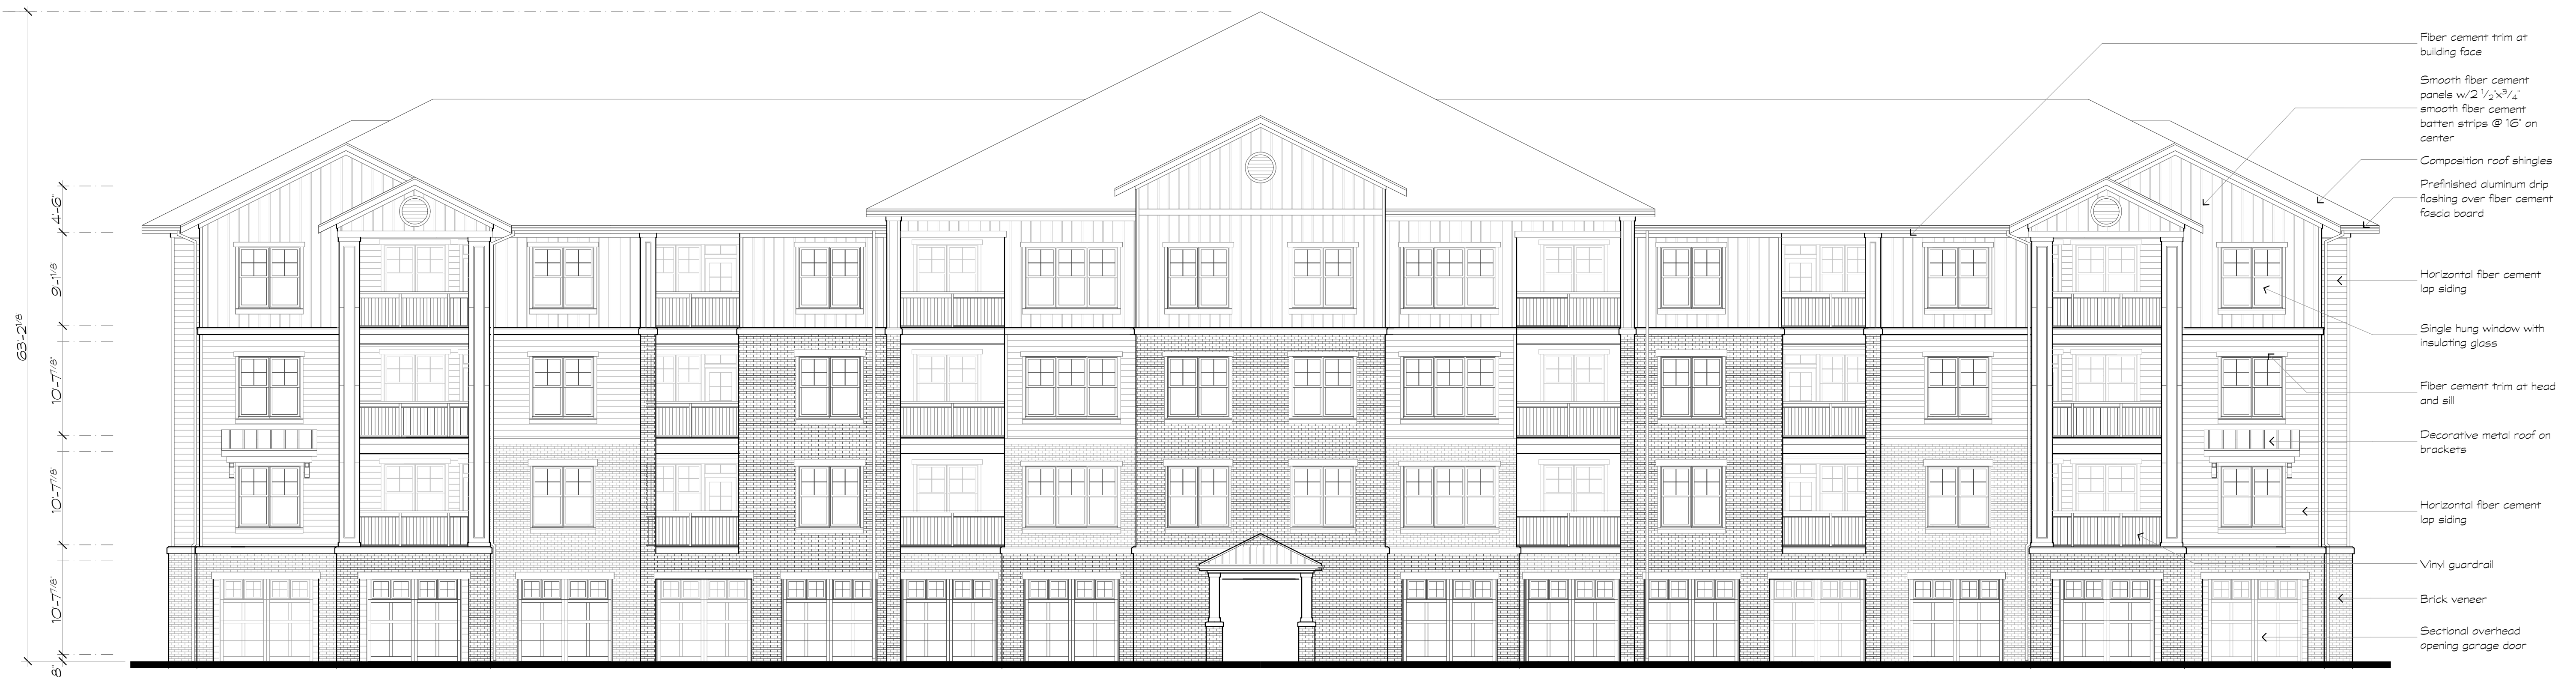 63'-2 1/8"
4'-6"
9'-1 1/8"
10'-7 7/8"
10'-7 7/8"
10'-7 7/8"
8"
Fiber cement trim at
building face
Smooth fiber cement
panels w/2 1/2"x3/4"
smooth fiber cement
batten strips @ 16" on
center
Composition roof shingles
Prefinished aluminum drip
flashing over fiber cement
fascia board
Horizontal fiber cement
lap siding
Single hung window with
insulating glass
Fiber cement trim at head
and sill
Decorative metal roof on
brackets
Horizontal fiber cement
lap siding
Vinyl guardrail
Brick veneer
Sectional overhead
opening garage door